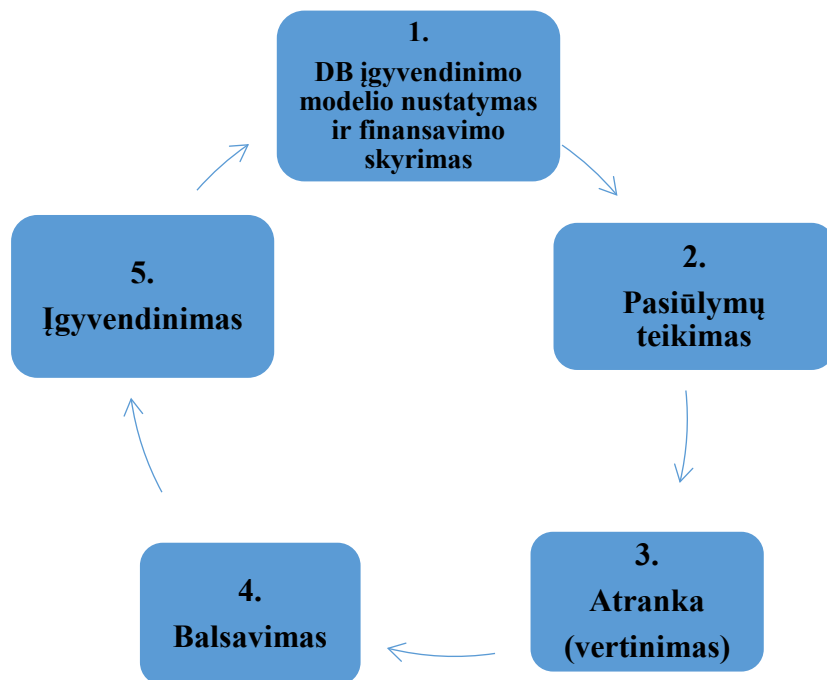 1.
DB įgyvendinimo
modelio nustatymas
ir finansavimo
skyrimas
2.
Pasiūlymų
teikimas
3.
Atranka
(vertinimas)
4.
Balsavimas
5.
Įgyvendinimas